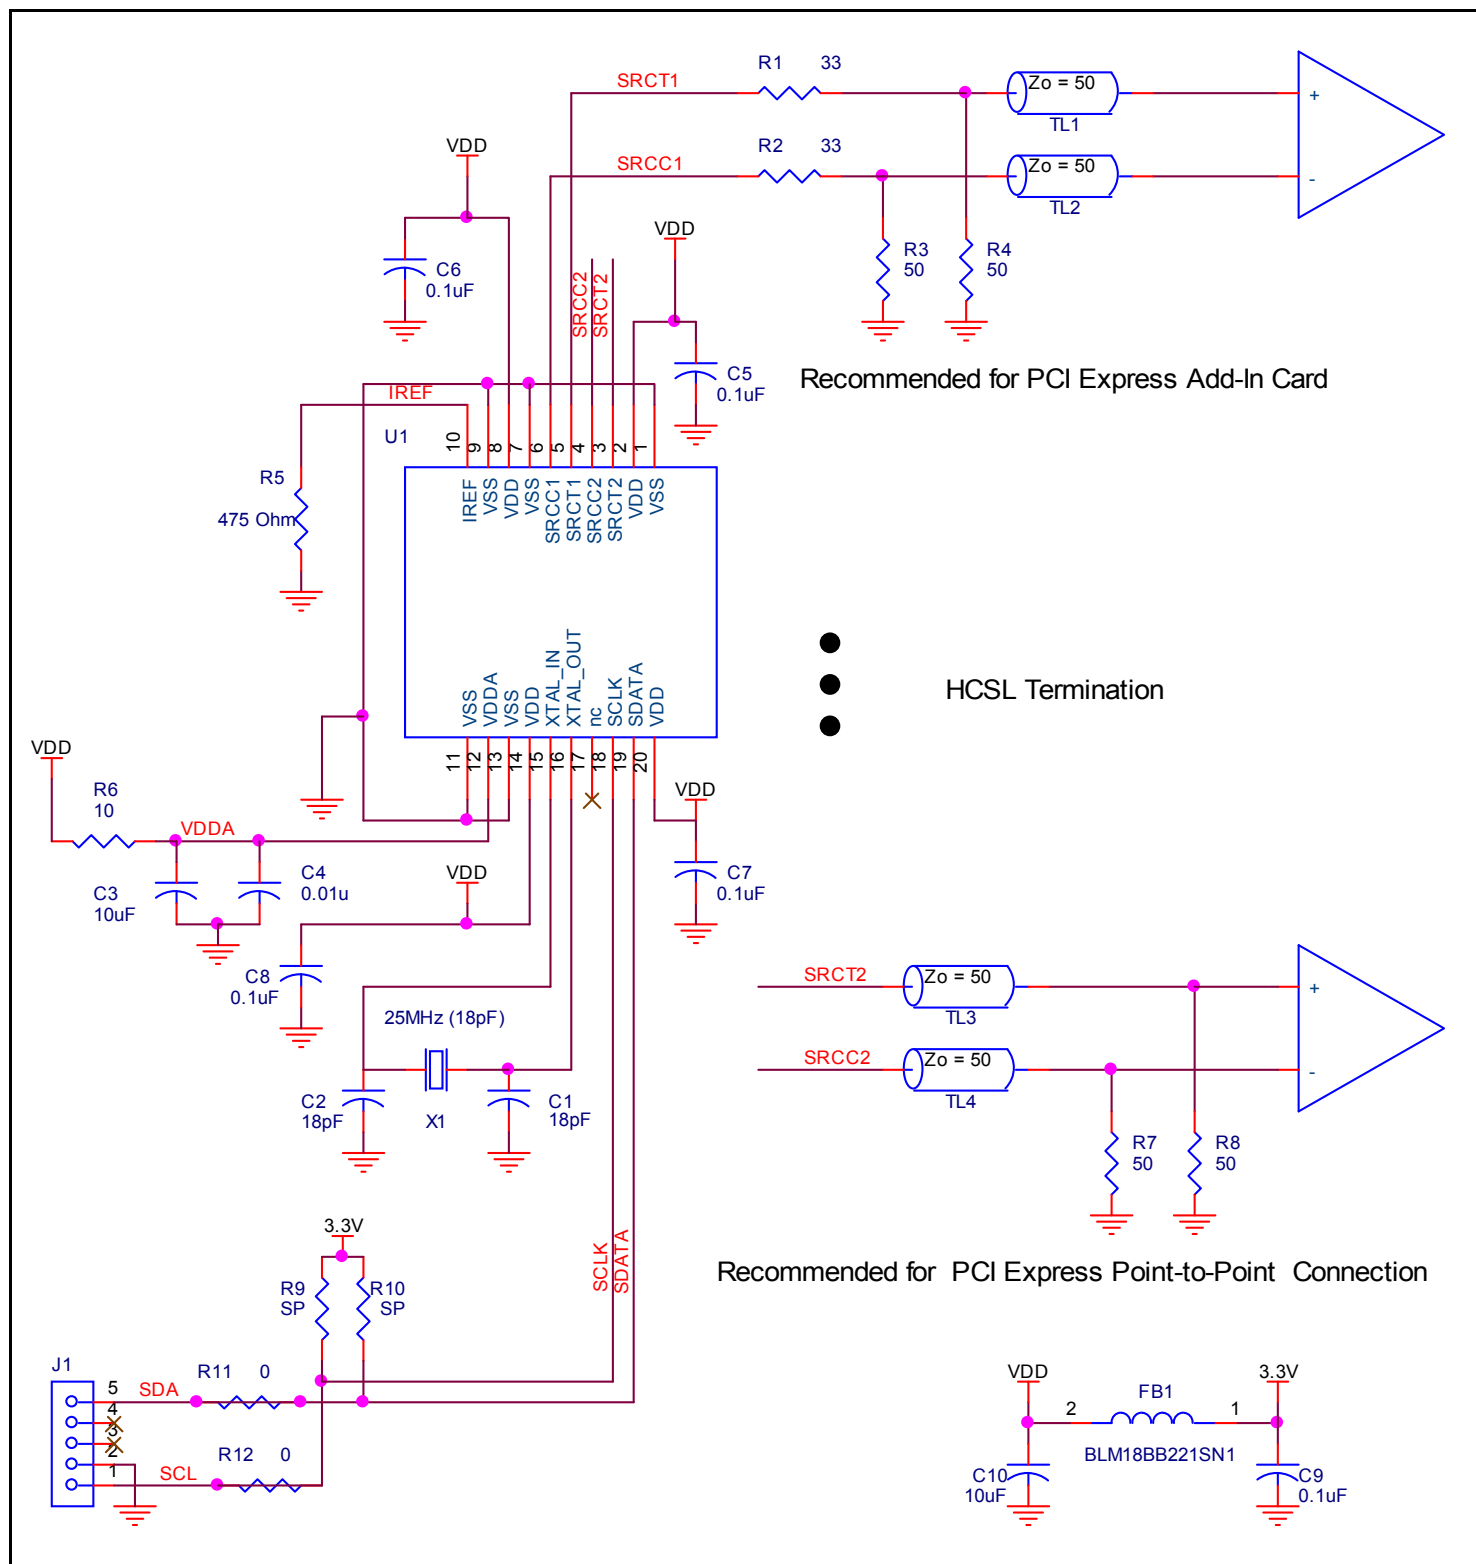 R1 33
SRCT1
Zo = 50
TL1
+
VDD
R2 33
SRCC1
Zo = 50
TL2
-
VDD
C6
0.1uF
SRCC2
SRCT2
R3
50
R4
50
C5
0.1uF
Recommended for PCI Express Add-In Card
IREF
U1
10
9
8
7
6
5
4
3
2
1
R5
475 Ohm
IREF
VSS
VDD
VSS
SRCC1
SRCT1
SRCC2
SRCT2
VDD
VSS
HCSL Termination
VSS
VDDA
VSS
VDD
XTAL_IN
XTAL_OUT
nc
SCLK
SDATA
VDD
11
12
13
14
15
16
17
18
19
20
VDD
R6
10
VDDA
VDD
C3
10uF
C4
0.01u
VDD
C7
0.1uF
C8
0.1uF
SRCT2
Zo = 50
TL3
+
25MHz (18pF)
SRCC2
Zo = 50
TL4
-
C2
18pF
X1
C1
18pF
R7
50
R8
50
3.3V
SCLK
SDATA
Recommended for PCI Express Point-to-Point Connection
R9
SP
R10
SP
J1
5
4
3
2
1
SDA
R11 0
SCL
R12 0
VDD
3.3V
FB1
2
1
BLM18BB221SN1
C10
10uF
C9
0.1uF